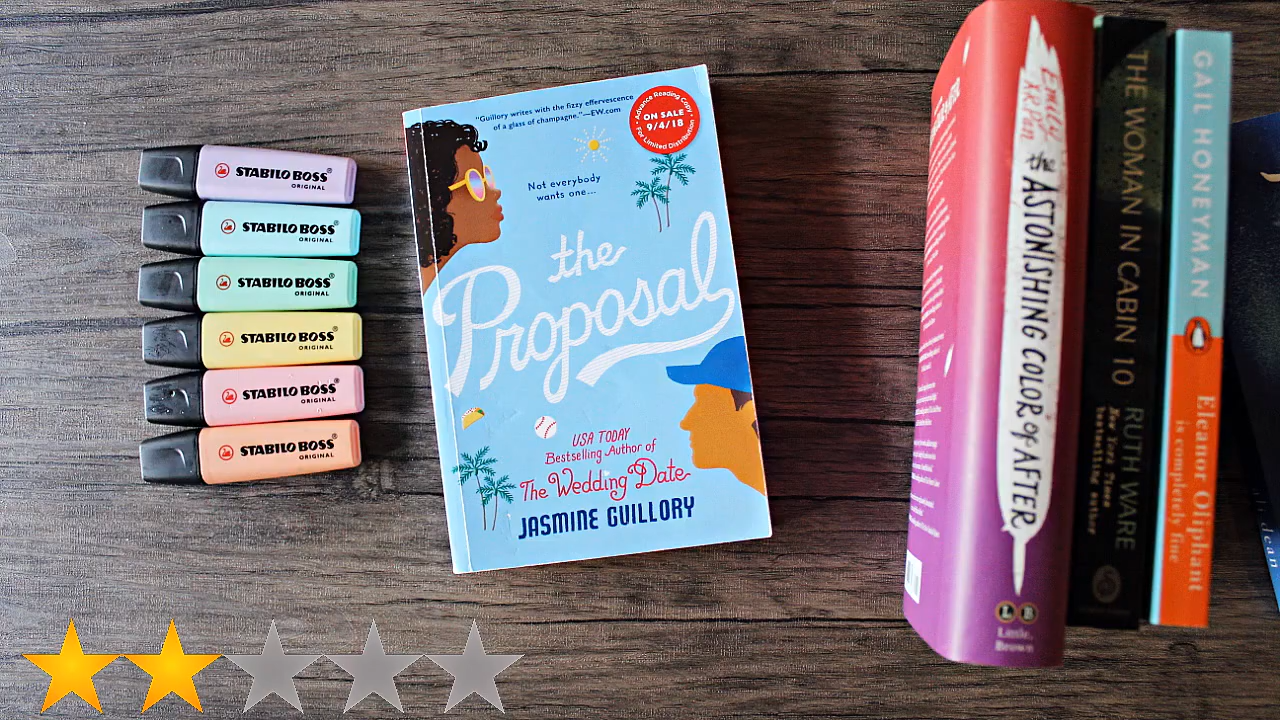 STABILO BOSS
ORIGINAL
STABILO BOSS
ORIGINAL
STABILO BOSS
ORIGINAL
STABILO BOSS
ORIGINAL
STABILO BOSS
ORIGINAL
STABILO BOSS
ORIGINAL
"Guillory writes with the fizzy effervescence
of a glass of champagne."—EW.com
Advance Reading Copy
ON SALE
9/4/18
For Limited Distribution
Not everybody
wants one...
the
Proposal
USA TODAY
Bestselling Author of
The Wedding Date
JASMINE GUILLORY
EMILY
X.R. Pan
the ASTONISHING COLOR of AFTER
L B
Little,
Brown
THE WOMAN IN CABIN 10
RUTH WARE
New York Times
bestselling author
GAIL HONEYMAN
Eleanor Oliphant
is completely fine